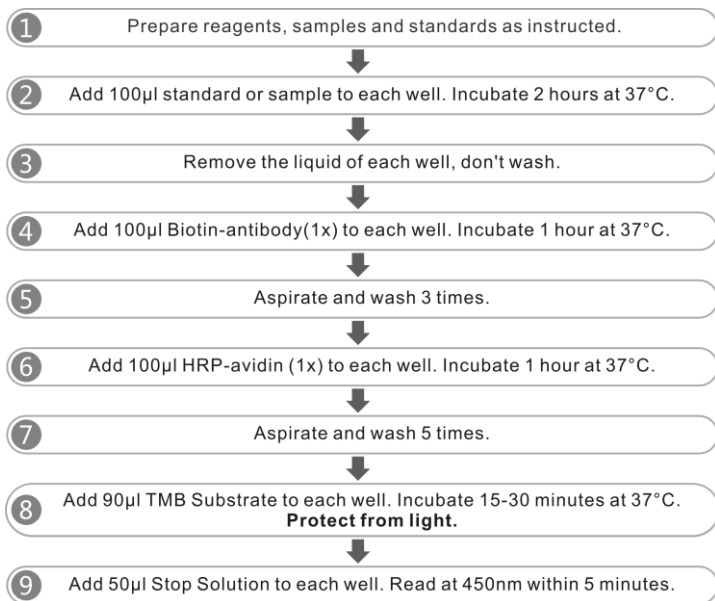 1 Prepare reagents, samples and standards as instructed.
2 Add 100µl standard or sample to each well. Incubate 2 hours at 37°C.
3 Remove the liquid of each well, don't wash.
4 Add 100µl Biotin-antibody(1x) to each well. Incubate 1 hour at 37°C.
5 Aspirate and wash 3 times.
6 Add 100µl HRP-avidin (1x) to each well. Incubate 1 hour at 37°C.
7 Aspirate and wash 5 times.
8 Add 90µl TMB Substrate to each well. Incubate 15-30 minutes at 37°C.
Protect from light.
9 Add 50µl Stop Solution to each well. Read at 450nm within 5 minutes.